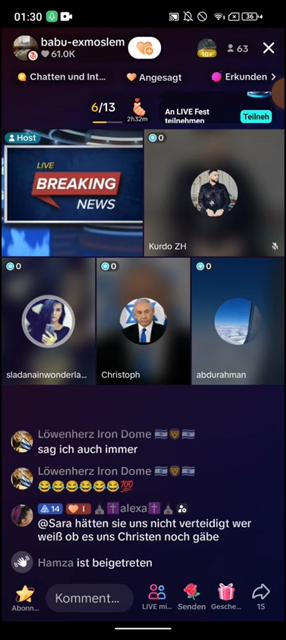 01:30
36
babu-exmoslem
61.0K
10x
63
Chatten und Int...
Angesagt
Erkunden
6/13
2h32m
An LIVE Fest
teilnehmen
Teilneh
Host
0
LIVE
BREAKING
NEWS
Kurdo ZH
0
0
0
sladanainwonderla...
Christoph
abdurahman
Löwenherz Iron Dome 🇮🇱🦁🇮🇱
sag ich auch immer
Löwenherz Iron Dome 🇮🇱🦁🇮🇱
😂😂😂😂😂😂💯
14 I ⛪✝️alexa✝️⛪
@Sara hätten sie uns nicht verteidigt wer
weiß ob es uns Christen noch gäbe
Hamza ist beigetreten
Abonn...
Komment...
LIVE mi...
Senden
Gesche...
15